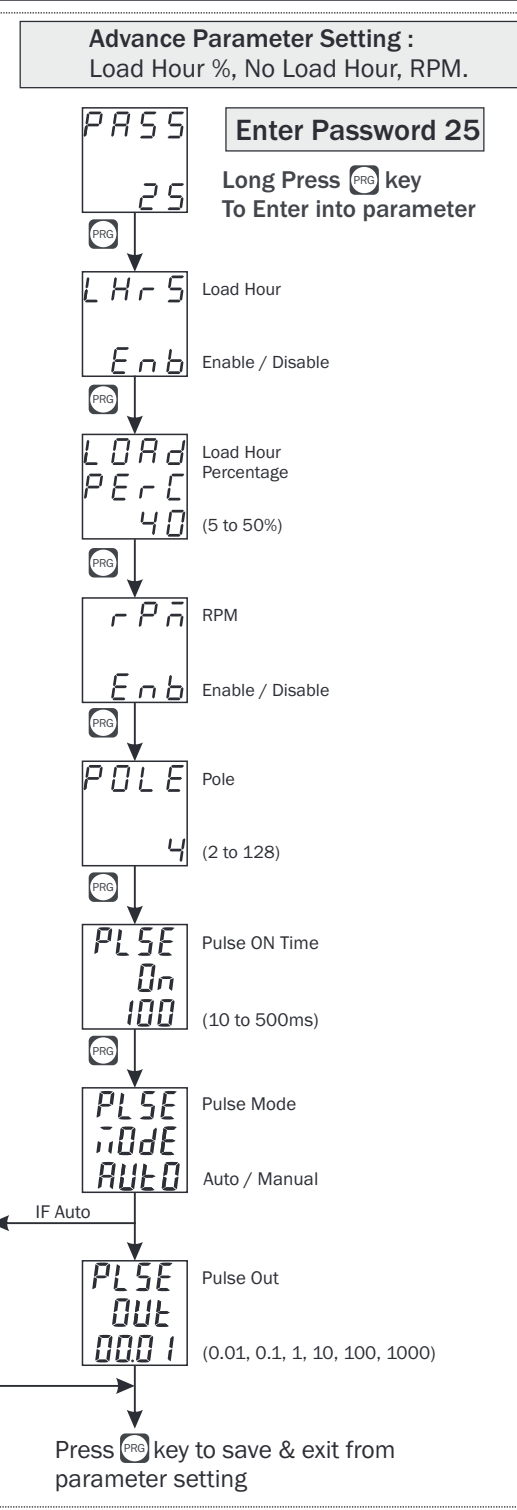 Advance Parameter Setting :
Load Hour %, No Load Hour, RPM.
PASS
Enter Password 25
Long Press PRG key
To Enter into parameter
25
PRG
LHrS
Load Hour
Enb
Enable / Disable
PRG
LOAd
Load Hour
PErC
Percentage
40
(5 to 50%)
PRG
rPm
RPM
Enb
Enable / Disable
PRG
POLE
Pole
4
(2 to 128)
PRG
PLSE
Pulse ON Time
On
100
(10 to 500ms)
PRG
PLSE
Pulse Mode
mOdE
AUtO
Auto / Manual
IF Auto
PLSE
Pulse Out
OUt
00.01
(0.01, 0.1, 1, 10, 100, 1000)
Press PRG key to save & exit from
parameter setting